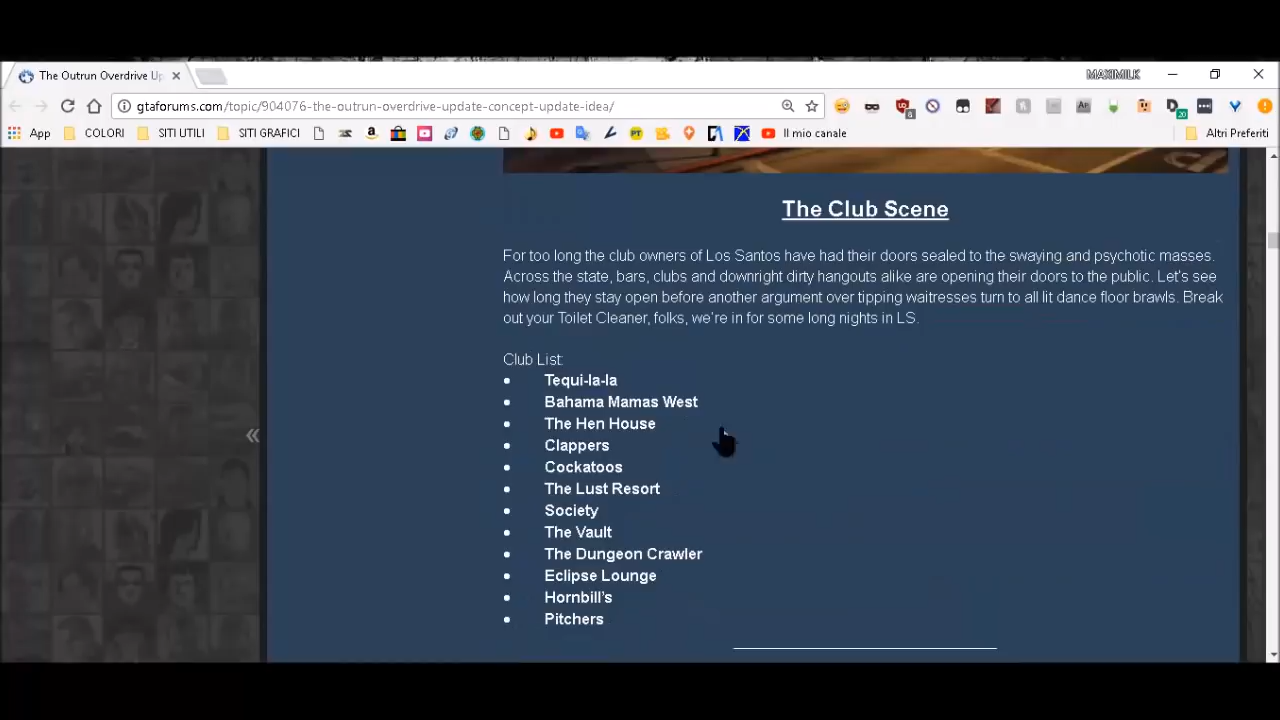 The Outrun Overdrive Up
MAXIMILK
gtaforums.com/topic/904076-the-outrun-overdrive-update-concept-update-idea/
App COLORI SITI UTILI SITI GRAFICI Il mio canale Altri Preferiti
The Club Scene
For too long the club owners of Los Santos have had their doors sealed to the swaying and psychotic masses.
Across the state, bars, clubs and downright dirty hangouts alike are opening their doors to the public. Let's see
how long they stay open before another argument over tipping waitresses turn to all lit dance floor brawls. Break
out your Toilet Cleaner, folks, we're in for some long nights in LS.
Club List:
• Tequi-la-la
• Bahama Mamas West
• The Hen House
• Clappers
• Cockatoos
• The Lust Resort
• Society
• The Vault
• The Dungeon Crawler
• Eclipse Lounge
• Hornbill's
• Pitchers